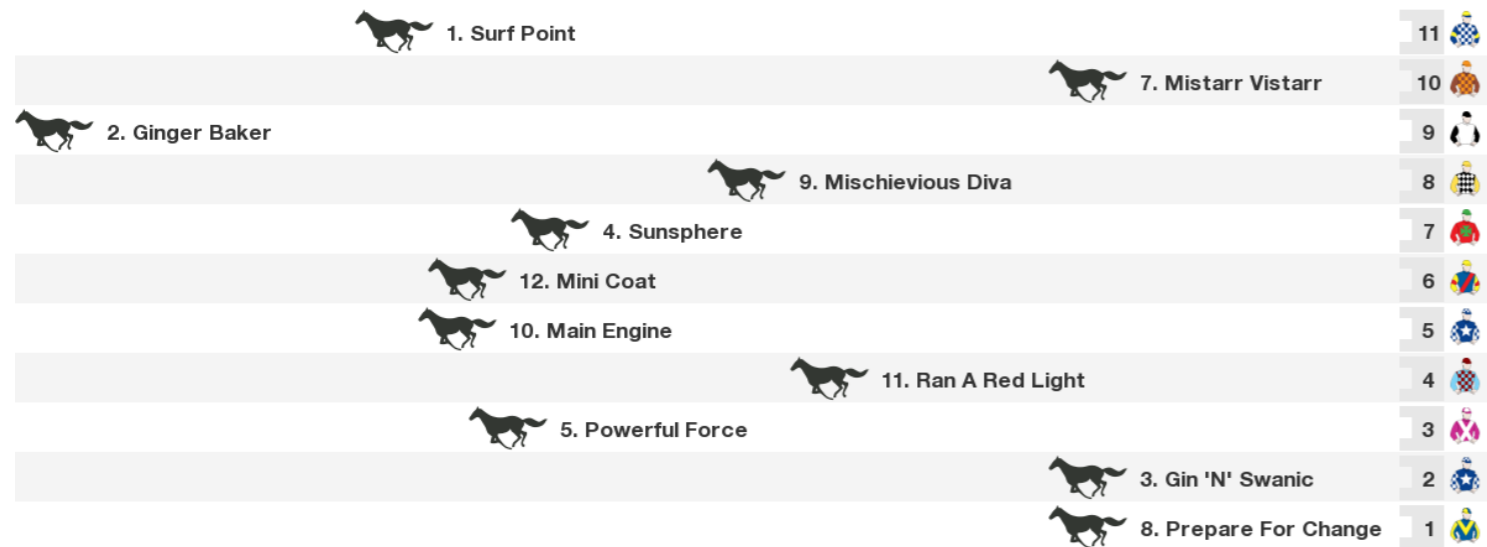 1. Surf Point 11
7. Mistarr Vistarr 10
2. Ginger Baker 9
9. Mischievious Diva 8
4. Sunsphere 7
12. Mini Coat 6
10. Main Engine 5
11. Ran A Red Light 4
5. Powerful Force 3
3. Gin 'N' Swanic 2
8. Prepare For Change 1